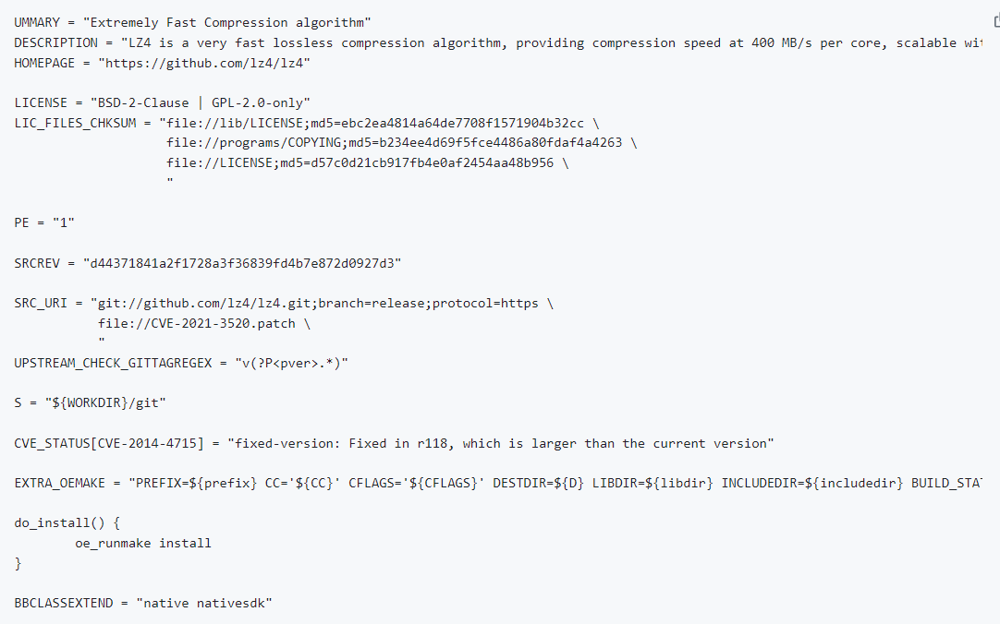 UMMARY = "Extremely Fast Compression algorithm"
DESCRIPTION = "LZ4 is a very fast lossless compression algorithm, providing compression speed at 400 MB/s per core, scalable
HOMEPAGE = "https://github.com/lz4/lz4"
LICENSE = "BSD-2-Clause | GPL-2.0-only"
LIC_FILES_CHKSUM = "file://lib/LICENSE;md5=ebc2ea4814a64de7708f1571904b32cc \
file://programs/COPYING;md5=b234ee4d69f5fce4486a80fdaf4a4263 \
file://LICENSE;md5=d57c0d21cb917fb4e0af2454aa48b956 \
"
PE = "1"
SRCREV = "d44371841a2f1728a3f36839fd4b7e872d0927d3"
SRC_URI = "git://github.com/lz4/lz4.git;branch=release;protocol=https \
file://CVE-2021-3520.patch \
"
UPSTREAM_CHECK_GITTAGREGEX = "v(?P<pver>.*)"
S = "${WORKDIR}/git"
CVE_STATUS[CVE-2014-4715] = "fixed-version: Fixed in r118, which is larger than the current version"
EXTRA_OEMAKE = "PREFIX=${prefix} CC='${CC}' CFLAGS='${CFLAGS}' DESTDIR=${D} LIBDIR=${libdir} INCLUDEDIR=${includedir}
do_install() {
oe_runmake install
}
BBCLASSEXTEND = "native nativesdk"